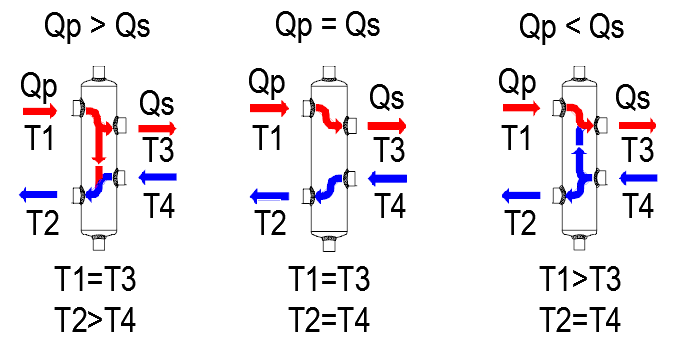 Qp > Qs
Qp
Qs
T1
T3
T2
T4
T1=T3
T2>T4
Qp = Qs
Qp
Qs
T1
T3
T2
T4
T1=T3
T2=T4
Qp < Qs
Qp
Qs
T1
T3
T2
T4
T1>T3
T2=T4